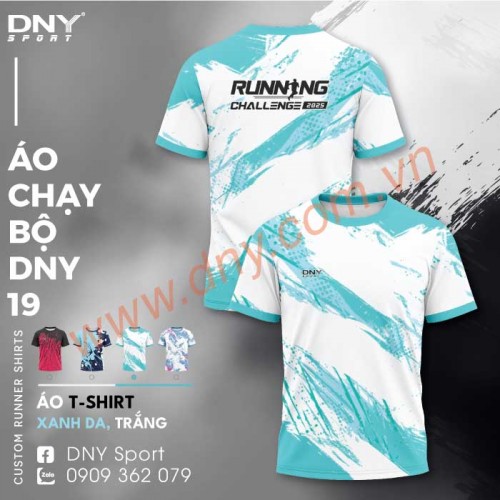 DNY
SPORT
ÁO
CHẠY
BỘ
DNY
19
CUSTOM RUNNER SHIRTS
RUNNING
CHALLENGE 2025
DNY
SPORT
www.dny.com.vn
ÁO T-SHIRT
XANH DA, TRẮNG
DNY Sport
Zalo 0909 362 079